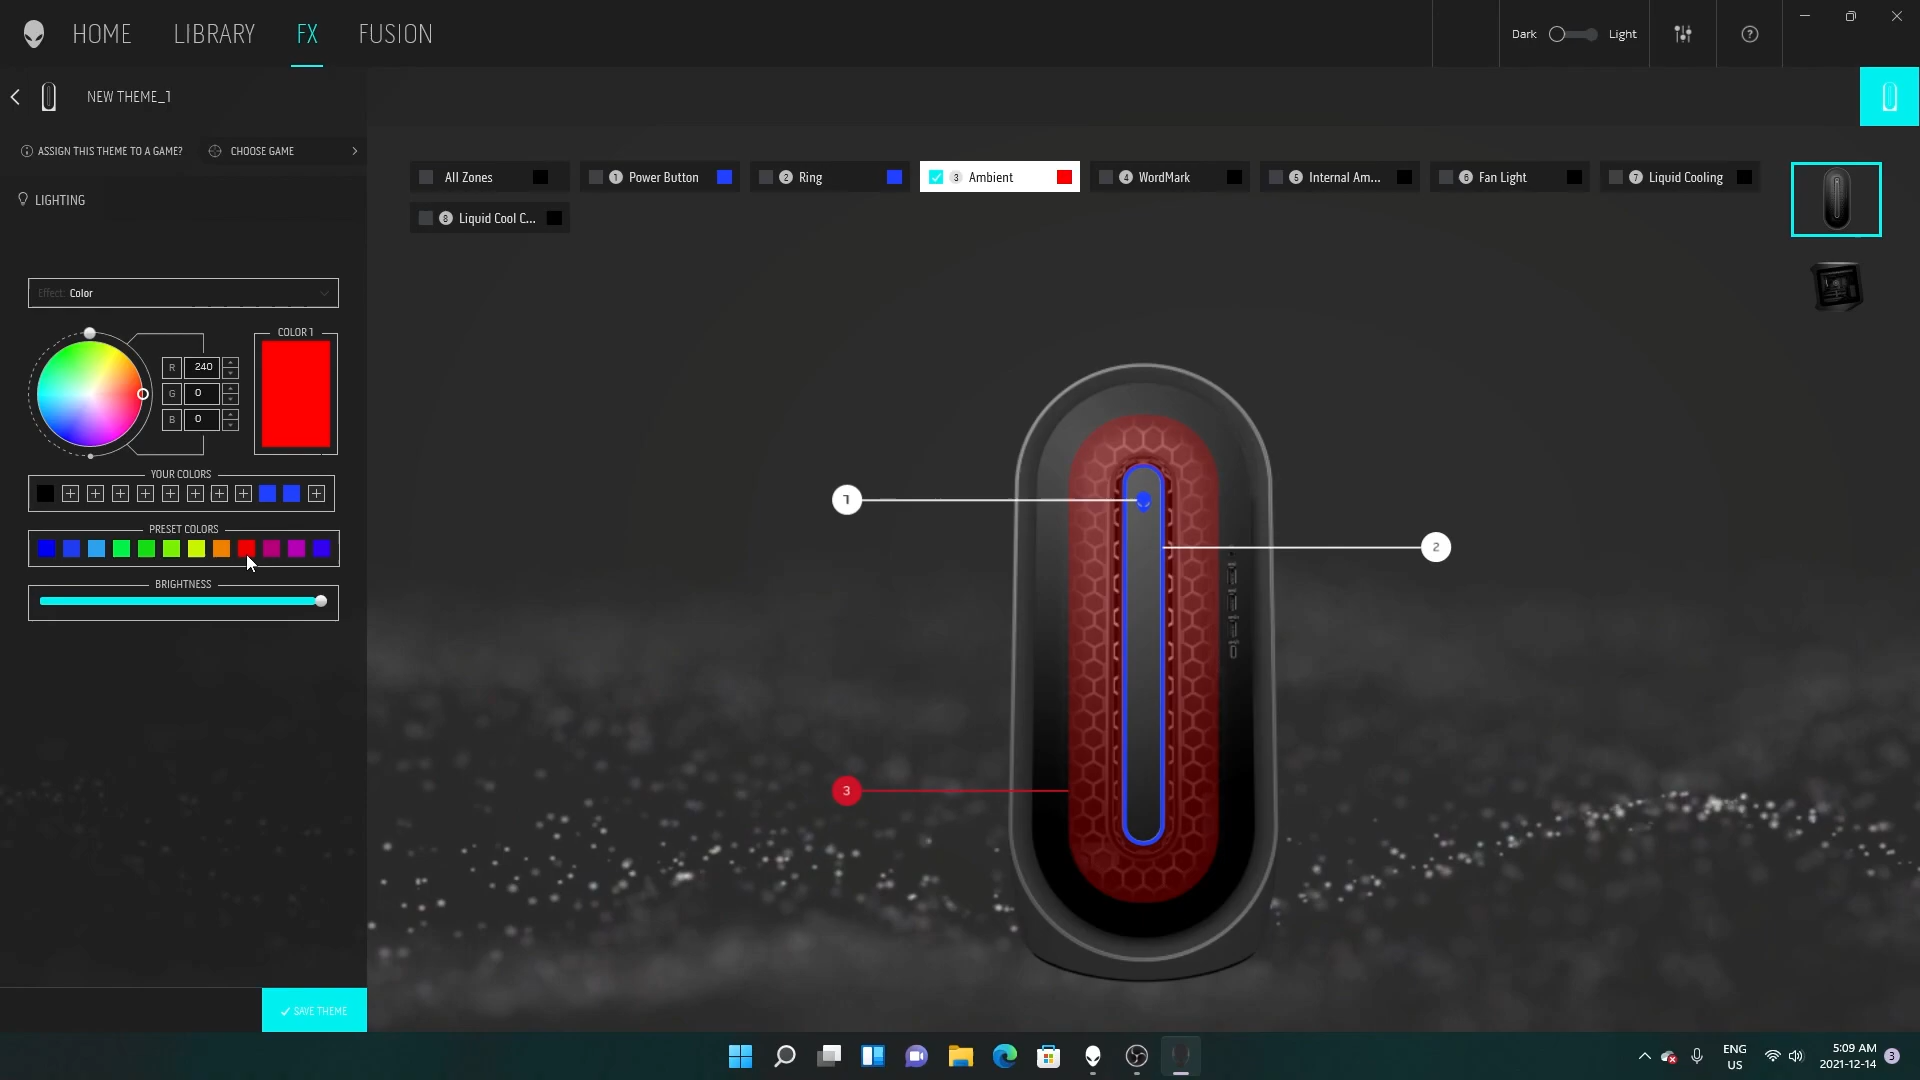 HOME LIBRARY FX FUSION Dark Light ?
NEW THEME_1
ASSIGN THIS THEME TO A GAME? CHOOSE GAME
LIGHTING
All Zones 1 Power Button 2 Ring 3 Ambient 4 WordMark 5 Internal Am... 6 Fan Light 7 Liquid Cooling
8 Liquid Cool C...
Effect: Color
COLOR 1
R 240
G 0
B 0
YOUR COLORS
PRESET COLORS
BRIGHTNESS
1
2
3
SAVE THEME
ENG
US
5:09 AM
2021-12-14
3